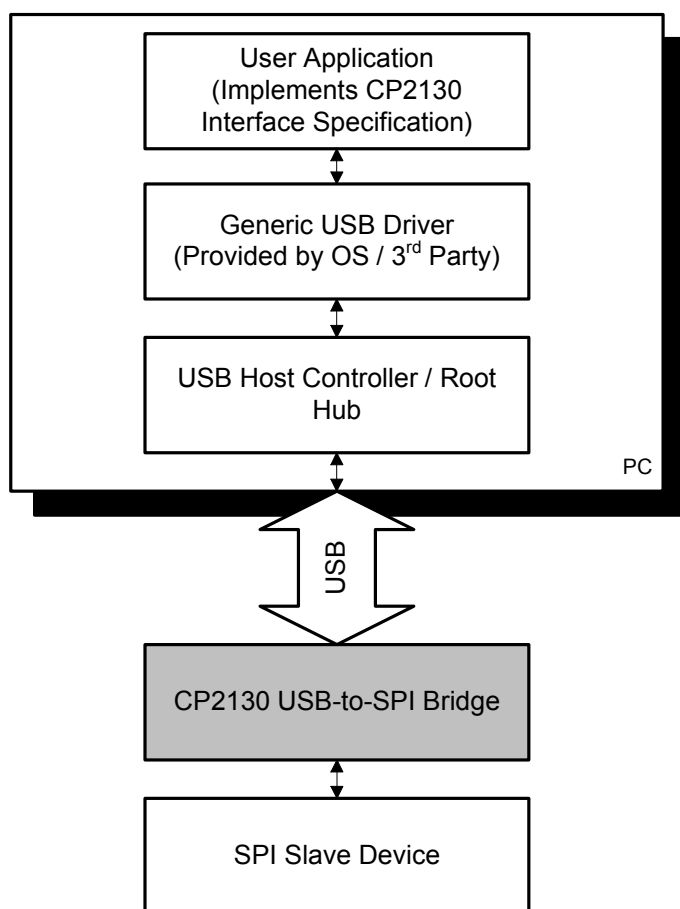 User Application
(Implements CP2130
Interface Specification)
Generic USB Driver
(Provided by OS / 3rd Party)
USB Host Controller / Root
Hub
PC
USB
CP2130 USB-to-SPI Bridge
SPI Slave Device